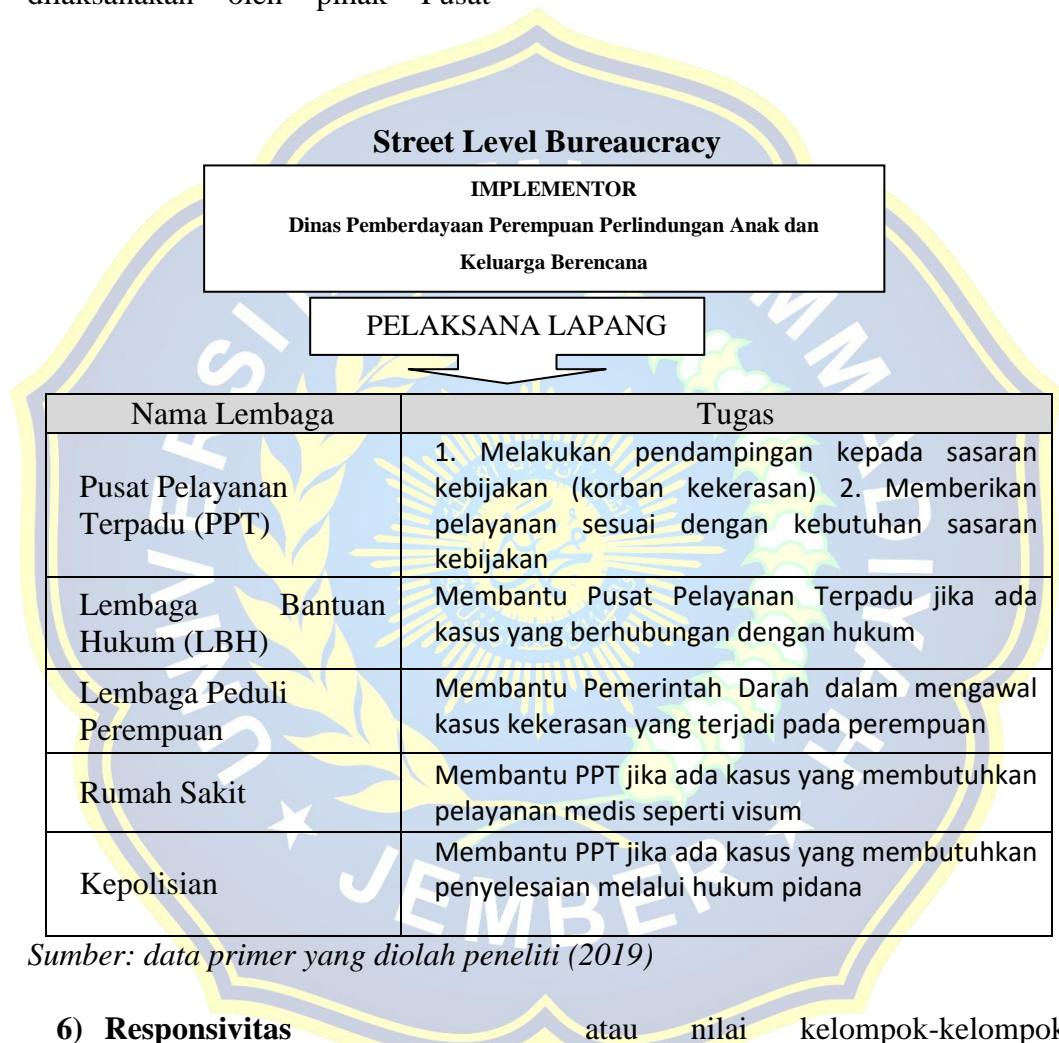 dilaksanakan oleh pihak Pusat
Street Level Bureaucracy
IMPLEMENTOR
Dinas Pemberdayaan Perempuan Perlindungan Anak dan
Keluarga Berencana
PELAKSANA LAPANG
Nama Lembaga
Tugas
Pusat Pelayanan
Terpadu (PPT)
1. Melakukan pendampingan kepada sasaran
kebijakan (korban kekerasan) 2. Memberikan
pelayanan sesuai dengan kebutuhan sasaran
kebijakan
Lembaga Bantuan
Hukum (LBH)
Membantu Pusat Pelayanan Terpadu jika ada
kasus yang berhubungan dengan hukum
Lembaga Peduli
Perempuan
Membantu Pemerintah Darah dalam mengawal
kasus kekerasan yang terjadi pada perempuan
Rumah Sakit
Membantu PPT jika ada kasus yang membutuhkan
pelayanan medis seperti visum
Kepolisian
Membantu PPT jika ada kasus yang membutuhkan
penyelesaian melalui hukum pidana
Sumber: data primer yang diolah peneliti (2019)
6) Responsivitas
atau nilai kelompok-kelompok
JEMBER